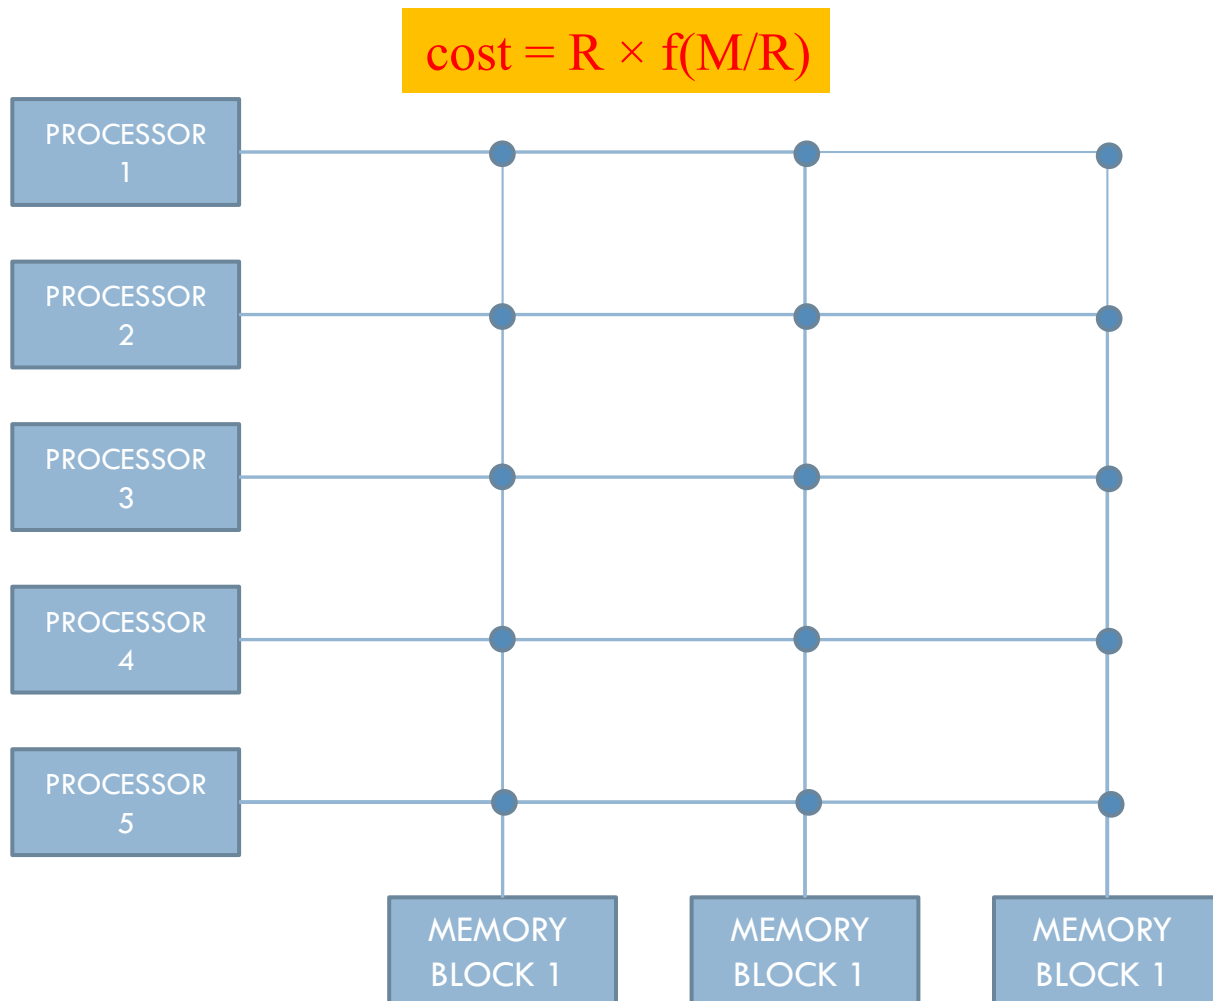 cost = R × f(M/R)
PROCESSOR
1
PROCESSOR
2
PROCESSOR
3
PROCESSOR
4
PROCESSOR
5
MEMORY
BLOCK 1
MEMORY
BLOCK 1
MEMORY
BLOCK 1